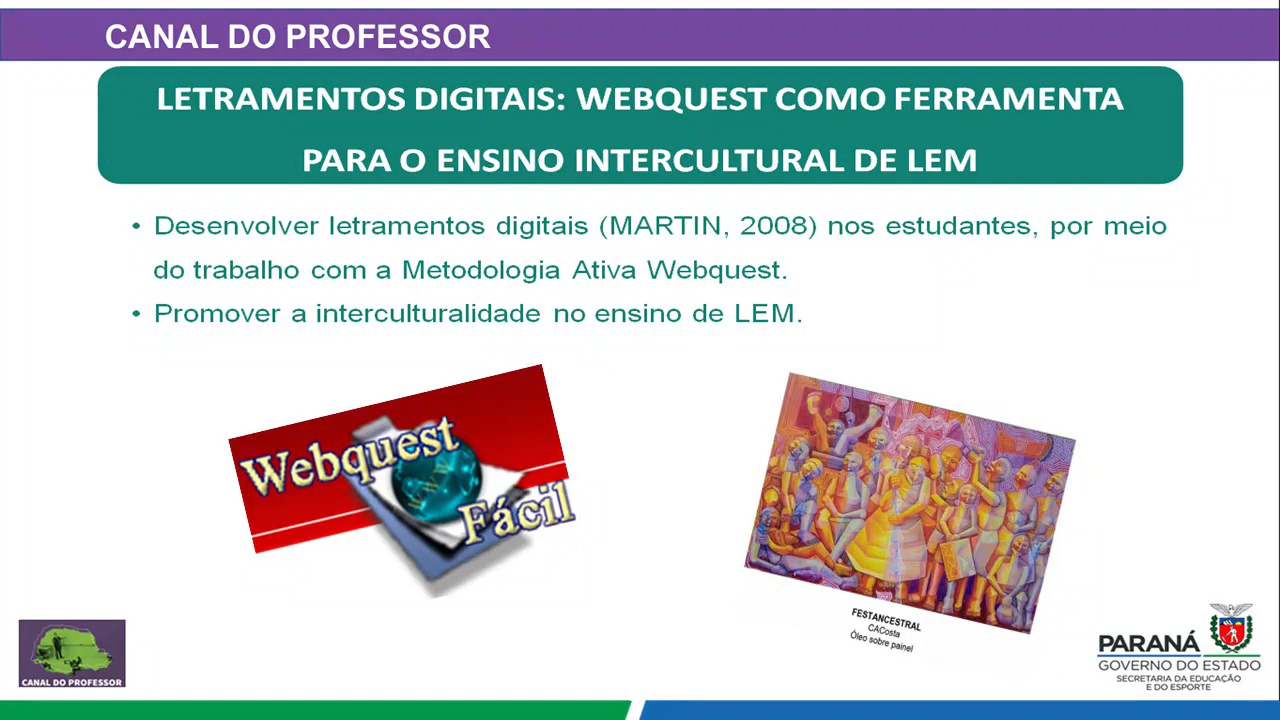 CANAL DO PROFESSOR
LETRAMENTOS DIGITAIS: WEBQUEST COMO FERRAMENTA
PARA O ENSINO INTERCULTURAL DE LEM
• Desenvolver letramentos digitais (MARTIN, 2008) nos estudantes, por meio
do trabalho com a Metodologia Ativa Webquest.
• Promover a interculturalidade no ensino de LEM.
Webquest
Fácil
FESTANCESTRAL
CACosta
Óleo sobre painel
CANAL DO PROFESSOR
PARANÁ
GOVERNO DO ESTADO
SECRETARIA DA EDUCAÇÃO
E DO ESPORTE